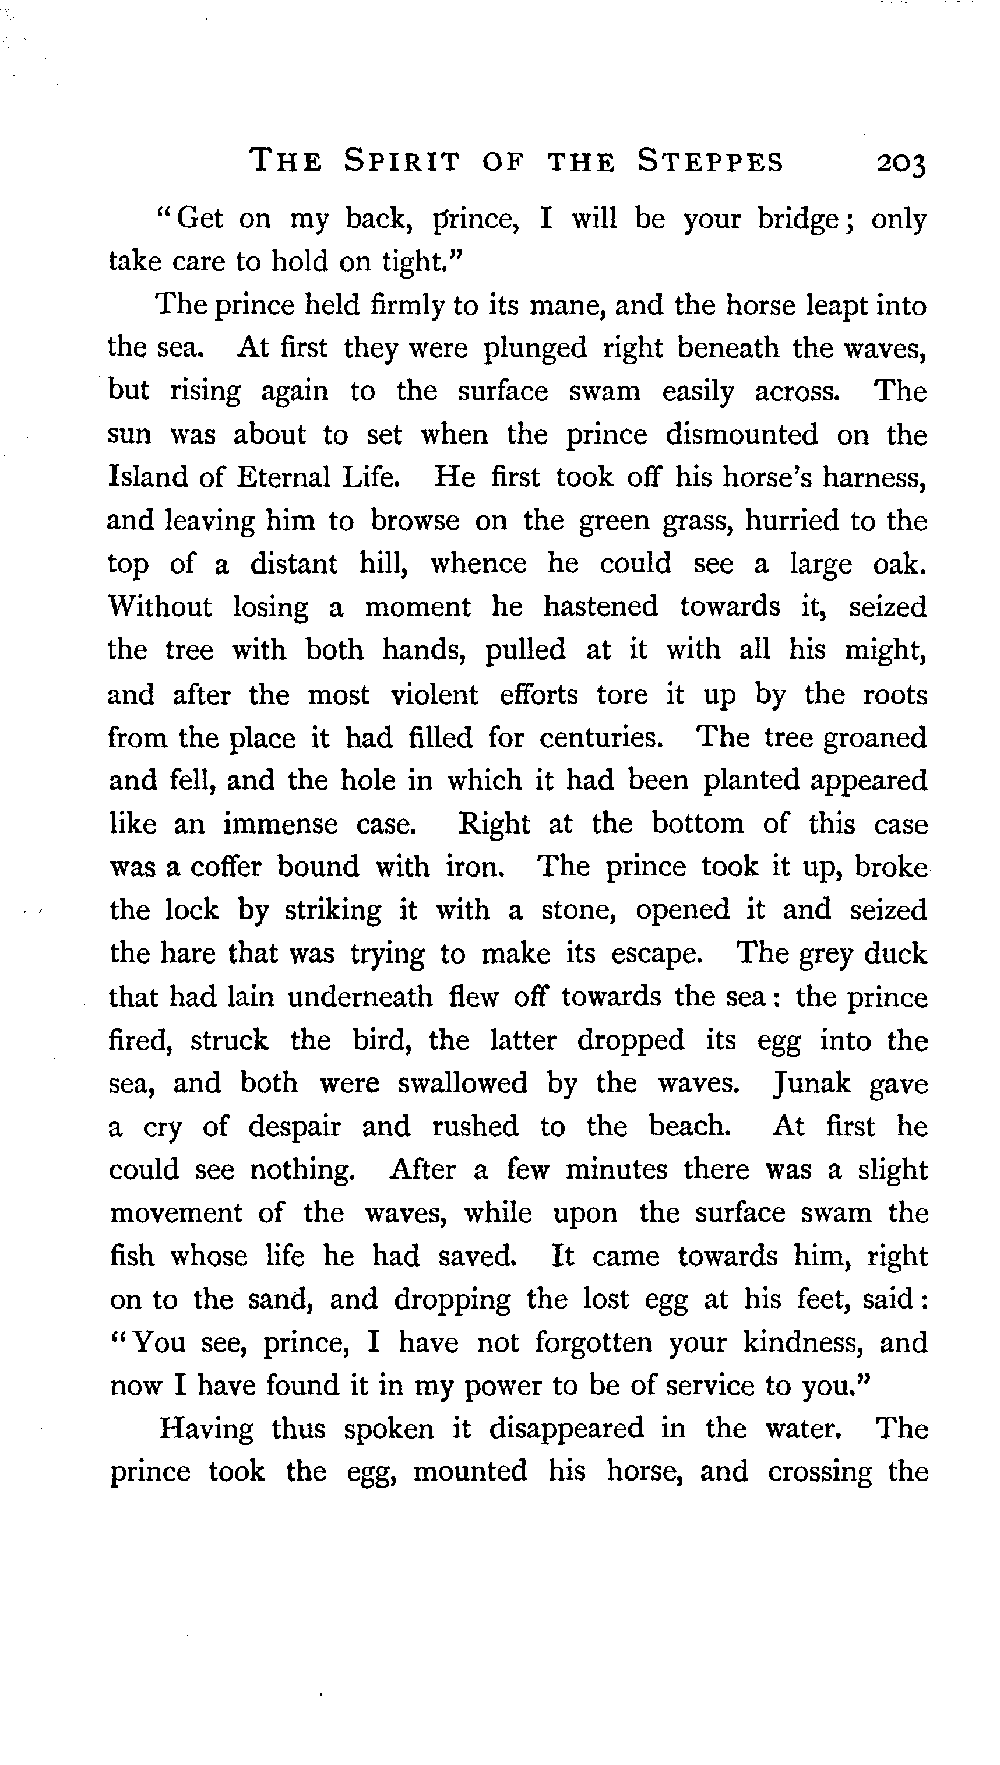 THE SPIRIT OF THE STEPPES 203
“Get on my back, prince, I will be your bridge; only
take care to hold on tight.”
The prince held firmly to its mane, and the horse leapt into
the sea. At first they were plunged right beneath the waves,
but rising again to the surface swam easily across. The
sun was about to set when the prince dismounted on the
Island of Eternal Life. He first took off his horse’s harness,
and leaving him to browse on the green grass, hurried to the
top of a distant hill, whence he could see a large oak.
Without losing a moment he hastened towards it, seized
the tree with both hands, pulled at it with all his might,
and after the most violent efforts tore it up by the roots
from the place it had filled for centuries. The tree groaned
and fell, and the hole in which it had been planted appeared
like an immense case. Right at the bottom of this case
was a coffer bound with iron. The prince took it up, broke
the lock by striking it with a stone, opened it and seized
the hare that was trying to make its escape. The grey duck
that had lain underneath flew off towards the sea: the prince
fired, struck the bird, the latter dropped its egg into the
sea, and both were swallowed by the waves. Junak gave
a cry of despair and rushed to the beach. At first he
could see nothing. After a few minutes there was a slight
movement of the waves, while upon the surface swam the
fish whose life he had saved. It came towards him, right
on to the sand, and dropping the lost egg at his feet, said:
“You see, prince, I have not forgotten your kindness, and
now I have found it in my power to be of service to you.”
Having thus spoken it disappeared in the water. The
prince took the egg, mounted his horse, and crossing the